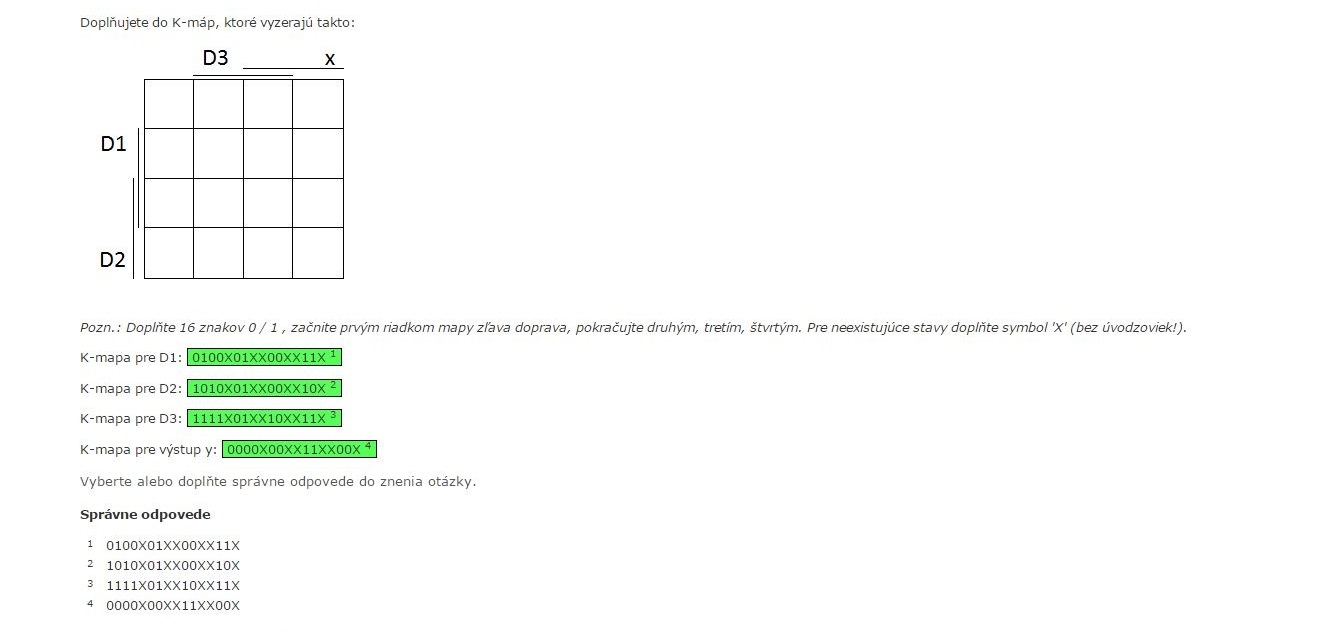 Doplňujete do K-máp, ktoré vyzerajú takto:
D3 x
D1
D2
Pozn.: Doplňte 16 znakov 0 / 1 , začnite prvým riadkom mapy zľava doprava, pokračujte druhým, tretím, štvrtým. Pre neexistujúce stavy doplňte symbol 'X' (bez úvodzoviek!).
K-mapa pre D1: 0100X01XX00XX11X 1
K-mapa pre D2: 1010X01XX00XX10X 2
K-mapa pre D3: 1111X01XX10XX11X 3
K-mapa pre výstup y: 0000X00XX11XX00X 4
Vyberte alebo doplňte správne odpovede do znenia otázky.
Správne odpovede
1 0100X01XX00XX11X
2 1010X01XX00XX10X
3 1111X01XX10XX11X
4 0000X00XX11XX00X